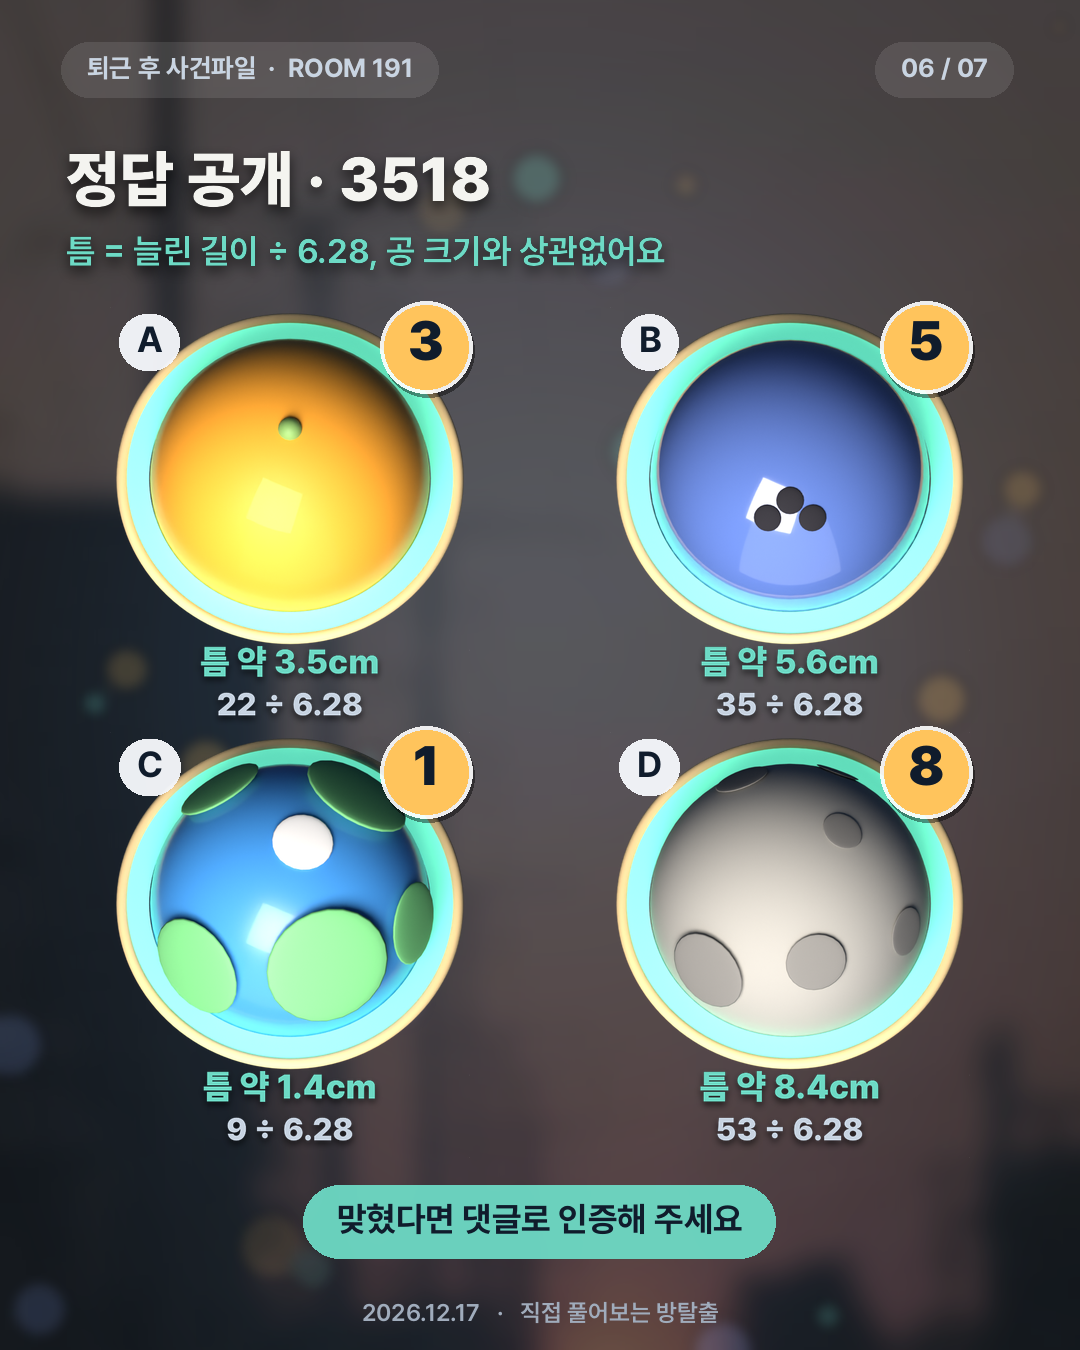 퇴근 후 사건파일 · ROOM 191
06 / 07
정답 공개 · 3518
틈 = 늘린 길이 ÷ 6.28, 공 크기와 상관없어요
A
3
B
5
틈 약 3.5cm
22 ÷ 6.28
틈 약 5.6cm
35 ÷ 6.28
C
1
D
8
틈 약 1.4cm
9 ÷ 6.28
틈 약 8.4cm
53 ÷ 6.28
맞혔다면 댓글로 인증해 주세요
2026.12.17 · 직접 풀어보는 방탈출